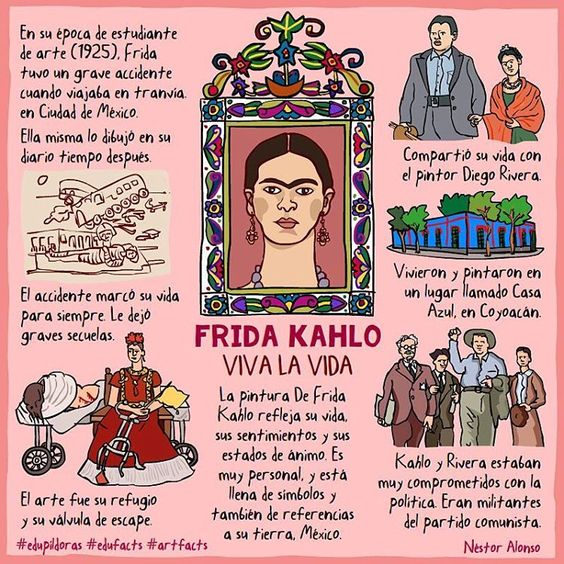 En su época de estudiante
de arte (1925), Frida
tuvo un grave accidente
cuando viajaba en tranvía.
en Ciudad de México.
Ella misma lo dibujó en su
diario tiempo después.
El accidente marcó su vida
para siempre. Le dejó
graves secuelas.
El arte fue su refugio
y su válvula de escape.
#edupildoras #edufacts #artfacts
FRIDA KAHLO
VIVA LA VIDA
La pintura De Frida
Kahlo refleja su vida,
sus sentimientos y sus
estados de ánimo. Es
muy personal, y está
llena de símbolos y
también de referencias
a su tierra, México.
Compartió su vida con
el pintor Diego Rivera.
Vivieron y pintaron en
un lugar llamado Casa
Azul, en Coyoacán.
Kahlo y Rivera estaban
muy comprometidos con la
política. Eran militantes
del partido comunista.
Néstor Alonso